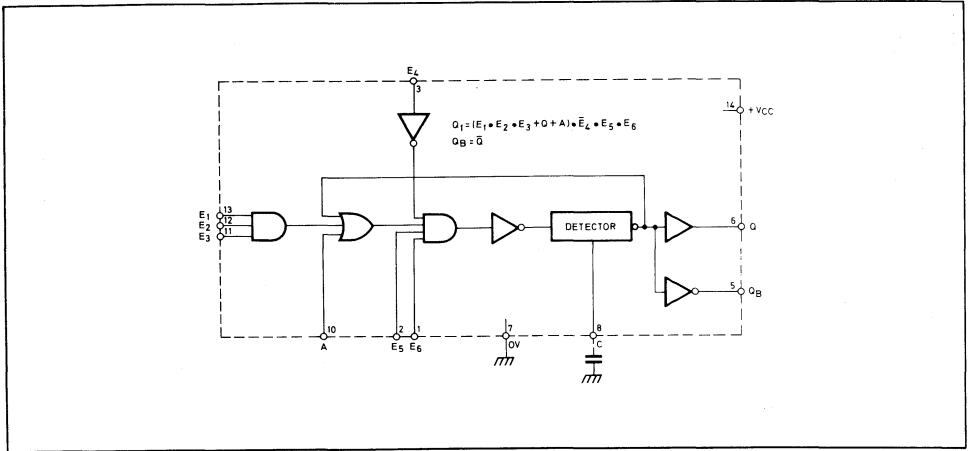 E4
3
14 +VCC
Q1=(E1•E2•E3+Q+A)•Ē4•E5•E6
QB=Q̄
E1 13
E2 12
E3 11
DETECTOR
6 Q
5 QB
10
A
2
E5
1
E6
7
0V
8
C